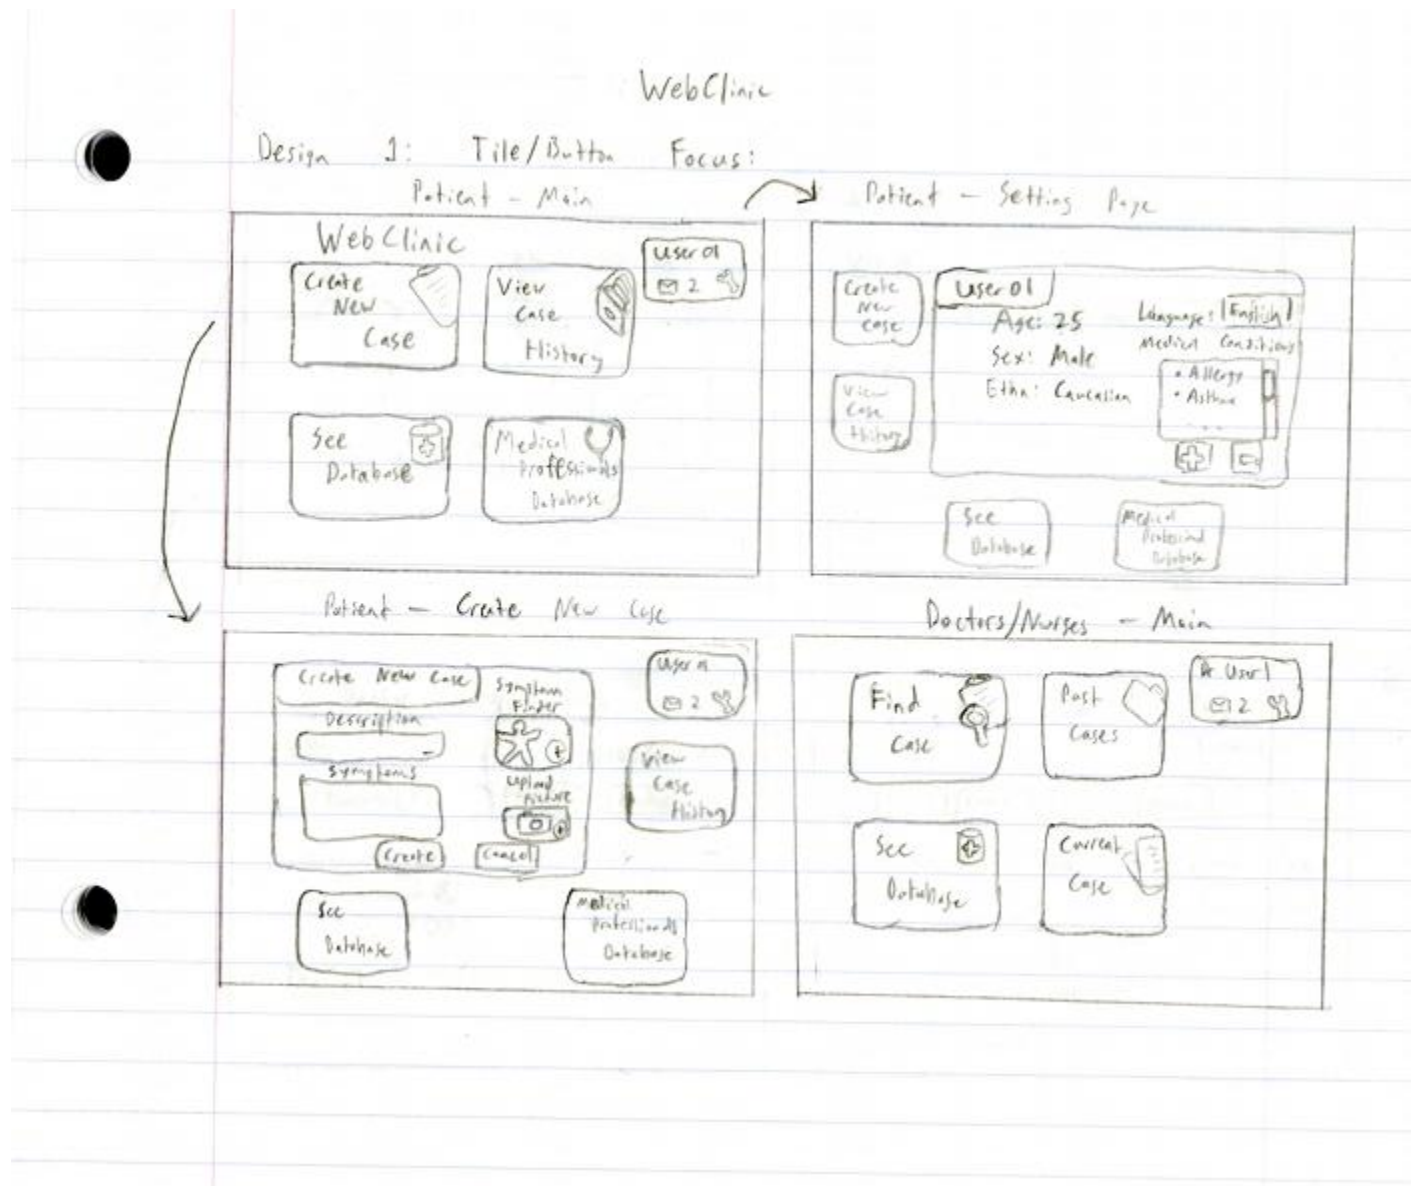 WebClinic
Design 1: Tile/Button Focus:
Patient - Main
WebClinic
Create
New
Case
View
Case
History
User 01
2
See
Database
Medical
Professionals
Database
Patient - Setting Page
Create
New
Case
View
Case
History
User 01
Age: 25
Sex: Male
Ethn: Caucasian
Language: English
Medical Conditions
• Allergy
• Asthma
...
See
Database
Medical
Professional
Database
Patient - Create New Case
Create New Case
Description
Symptoms
Symptom
Finder
Upload
Picture
Create
Cancel
User 01
2
View
Case
History
See
Database
Medical
Professionals
Database
Doctors/Nurses - Main
Find
Case
Past
Cases
User 1
2
See
Database
Current
Case